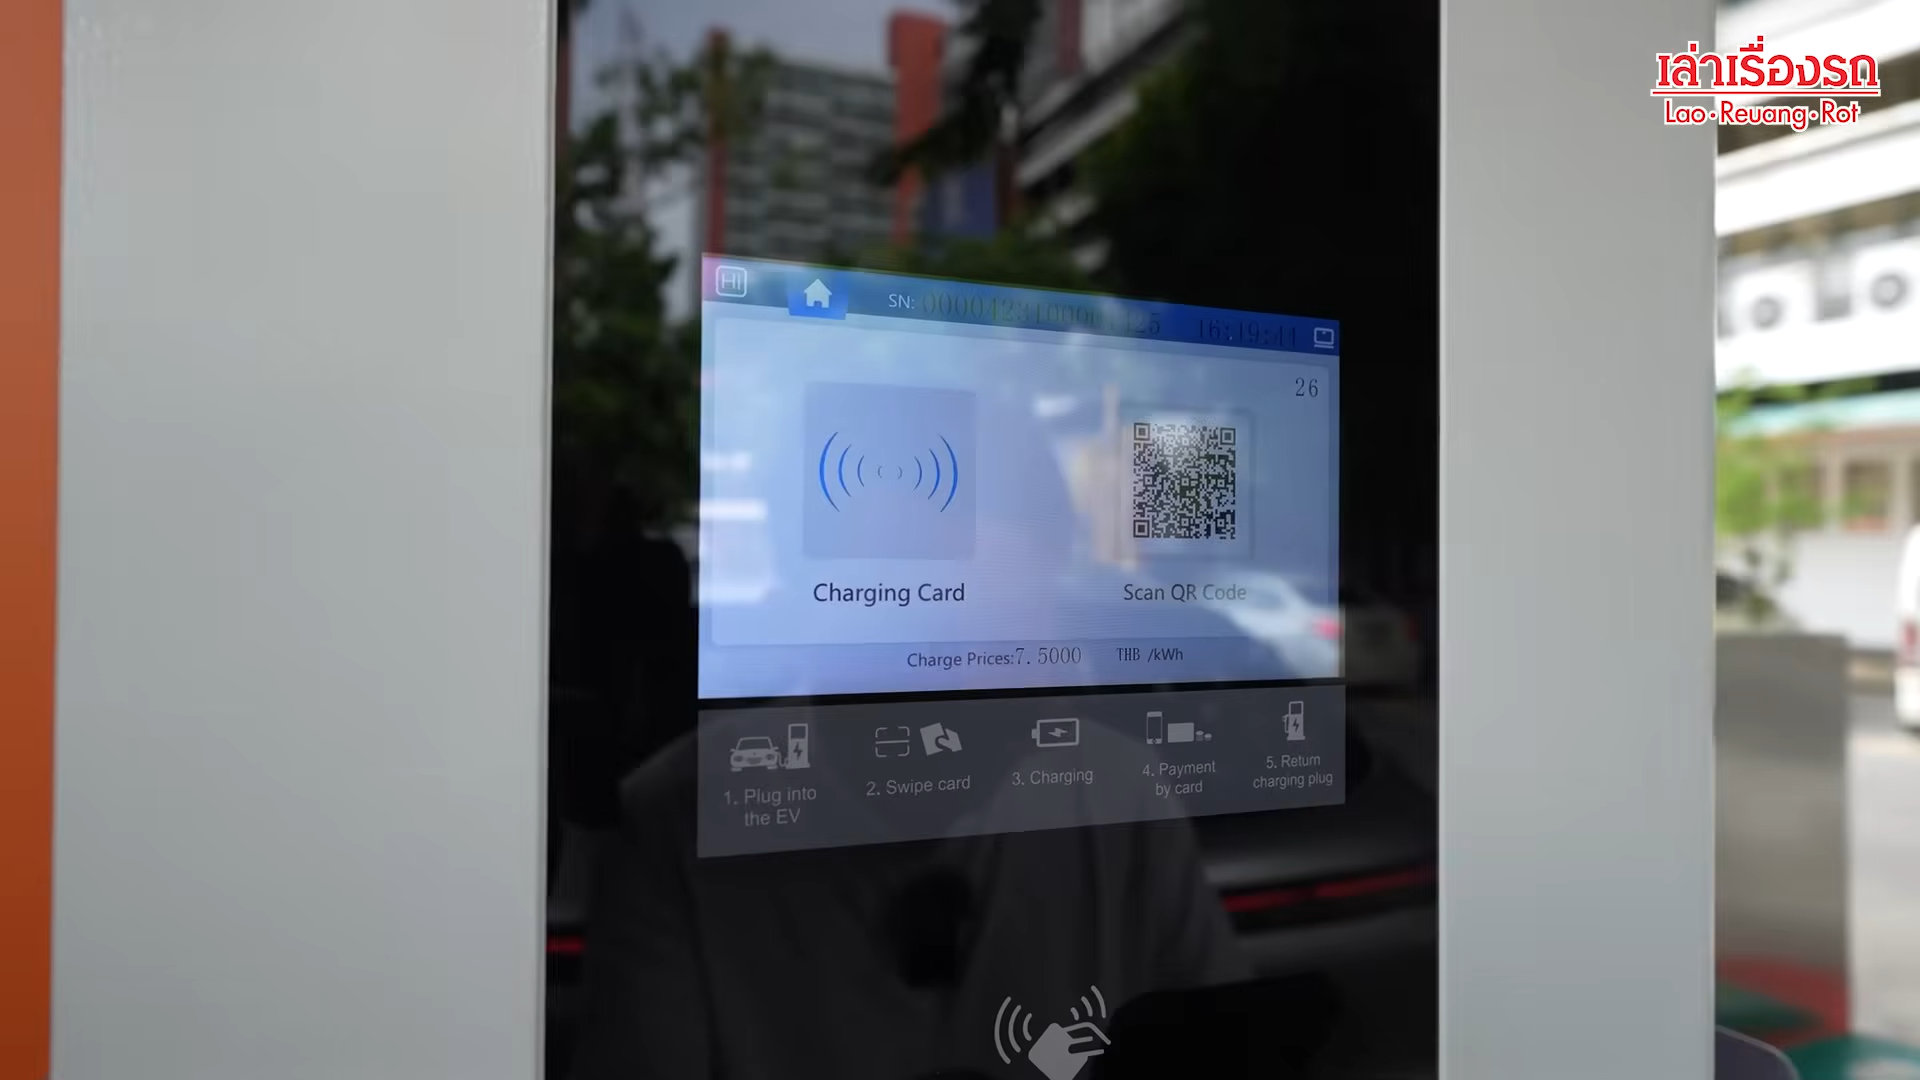 เล่าเรื่องรถ
Lao·Reuang·Rot
HI
SN:
26
Charging Card
Scan QR Code
Charge Prices:7.5000 THB /kWh
1. Plug into
the EV
2. Swipe card
3. Charging
4. Payment
by card
5. Return
charging plug